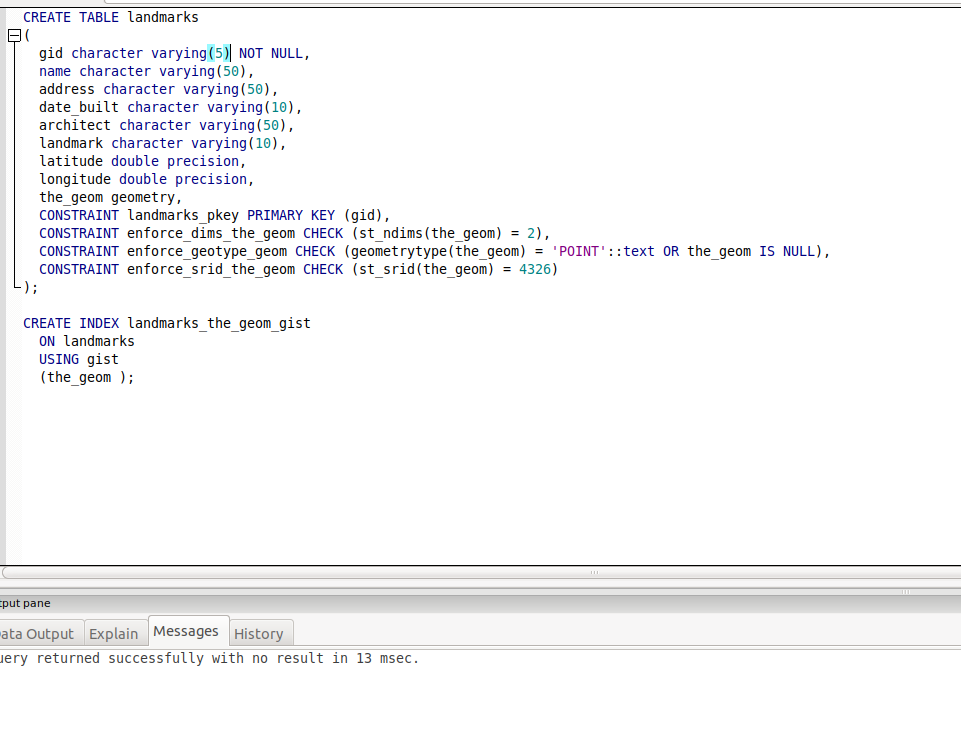 CREATE TABLE landmarks
(
gid character varying(5) NOT NULL,
name character varying(50),
address character varying(50),
date_built character varying(10),
architect character varying(50),
landmark character varying(10),
latitude double precision,
longitude double precision,
the_geom geometry,
CONSTRAINT landmarks_pkey PRIMARY KEY (gid),
CONSTRAINT enforce_dims_the_geom CHECK (st_ndims(the_geom) = 2),
CONSTRAINT enforce_geotype_geom CHECK (geometrytype(the_geom) = 'POINT'::text OR the_geom IS NULL),
CONSTRAINT enforce_srid_the_geom CHECK (st_srid(the_geom) = 4326)
);
CREATE INDEX landmarks_the_geom_gist
ON landmarks
USING gist
(the_geom );
tput pane
ata Output Explain Messages History
uery returned successfully with no result in 13 msec.